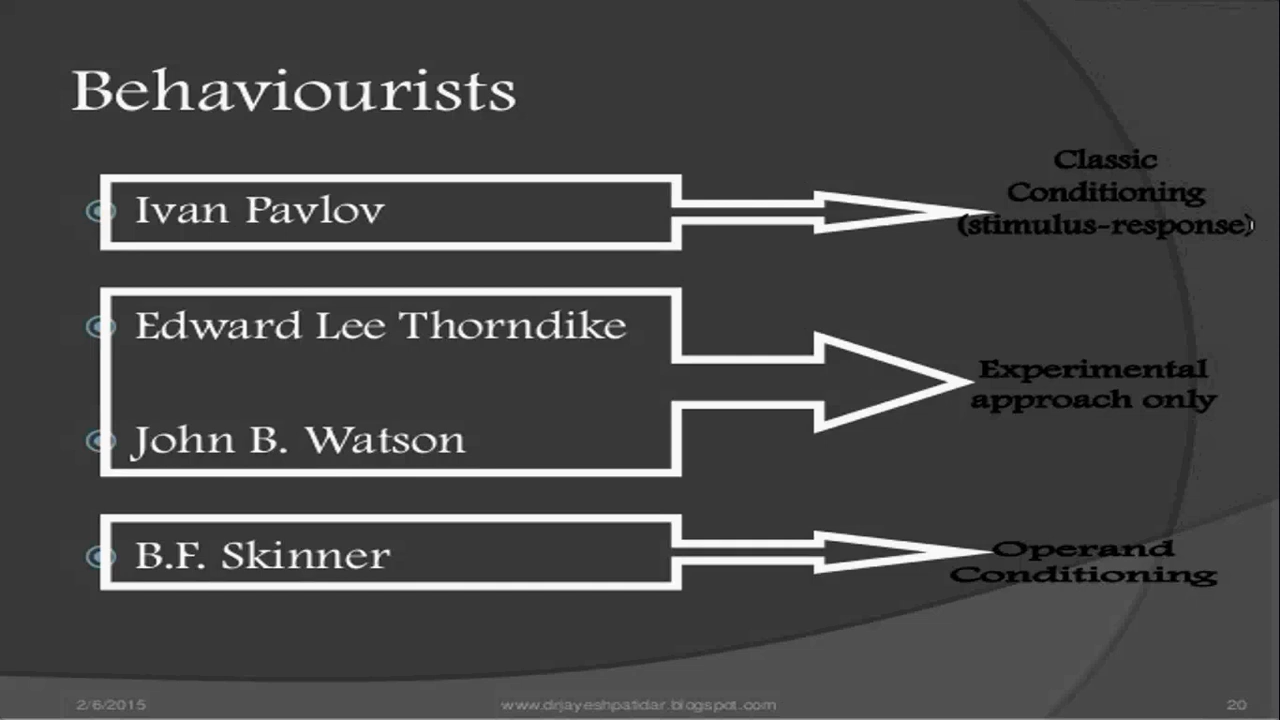 Behaviourists
Ivan Pavlov
Classic
Conditioning
(stimulus-response)
Edward Lee Thorndike
John B. Watson
Experimental
approach only
B.F. Skinner
Operand
Conditioning
2/6/2015
www.drjayeshpatidar.blogspot.com
20